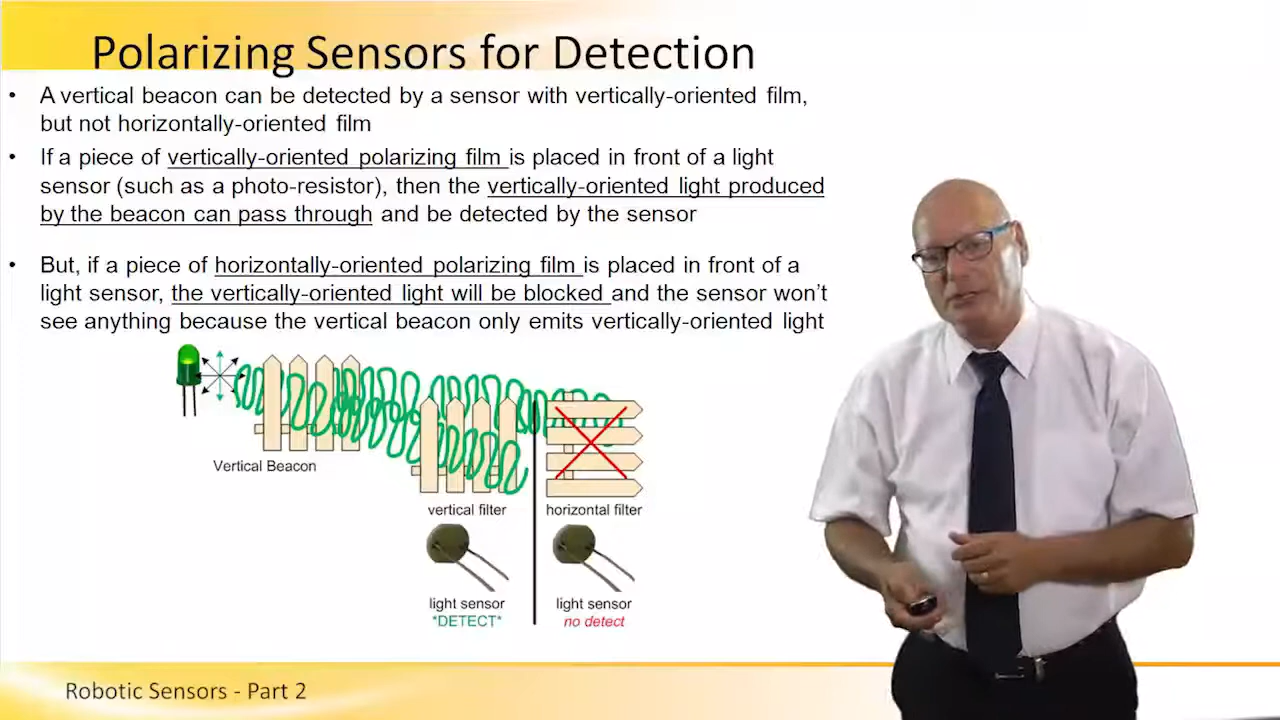 Polarizing Sensors for Detection
• A vertical beacon can be detected by a sensor with vertically-oriented film,
but not horizontally-oriented film
• If a piece of vertically-oriented polarizing film is placed in front of a light
sensor (such as a photo-resistor), then the vertically-oriented light produced
by the beacon can pass through and be detected by the sensor
• But, if a piece of horizontally-oriented polarizing film is placed in front of a
light sensor, the vertically-oriented light will be blocked and the sensor won't
see anything because the vertical beacon only emits vertically-oriented light
Vertical Beacon
vertical filter
horizontal filter
light sensor
*DETECT*
light sensor
no detect
Robotic Sensors - Part 2